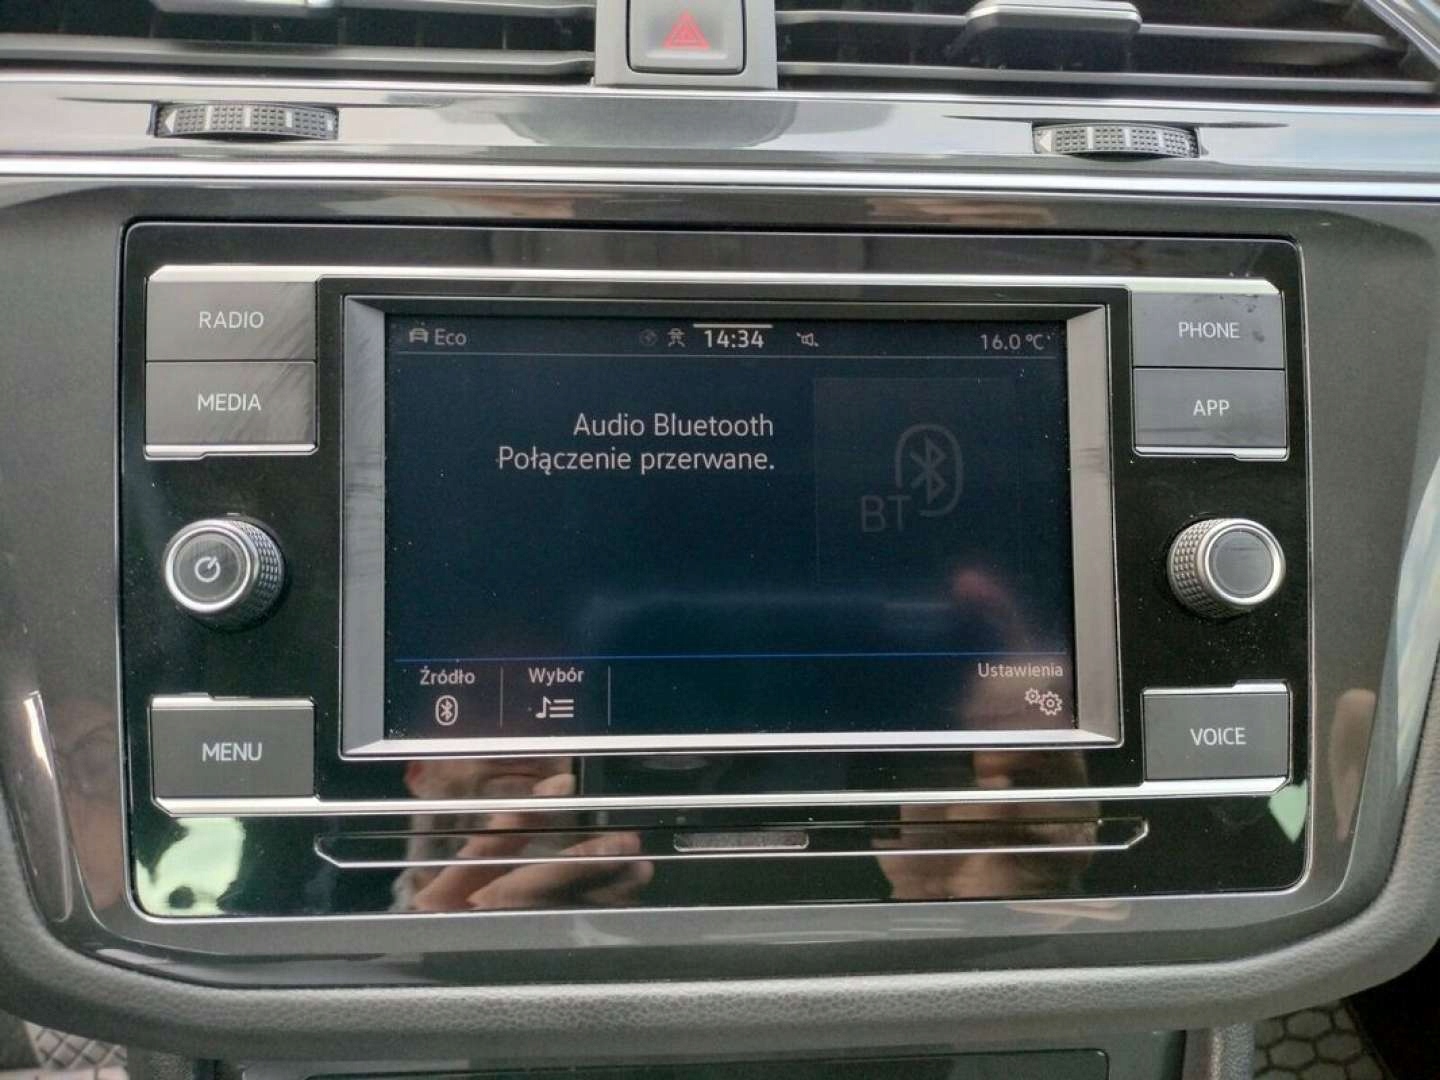 RADIO
MEDIA
MENU
Eco
14:34
16.0 °C
Audio Bluetooth
Połączenie przerwane.
BT
Źródło
Wybór
Ustawienia
PHONE
APP
VOICE